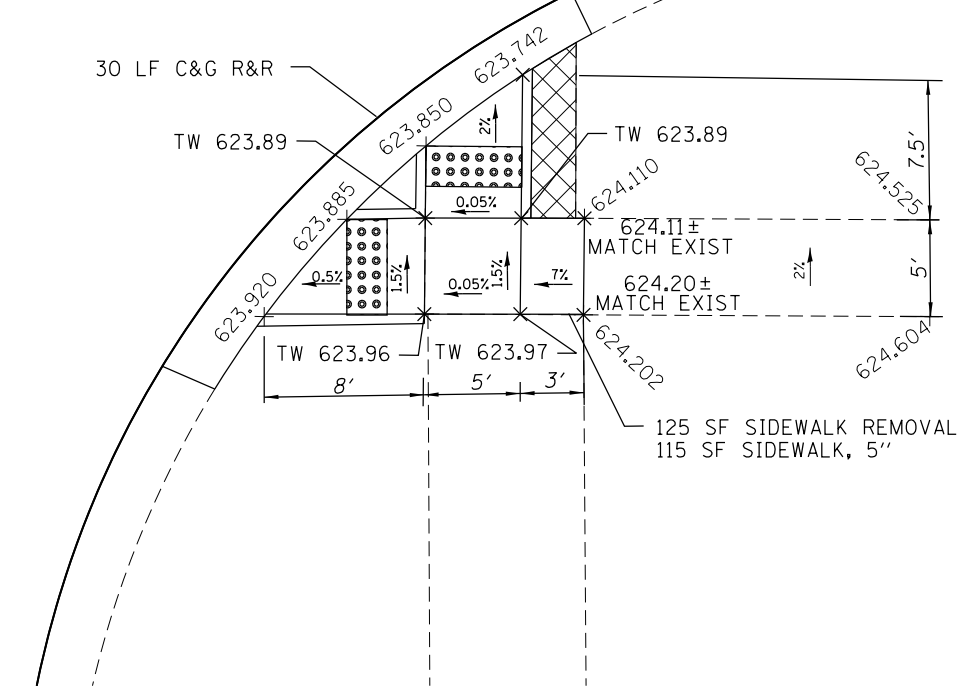 623.742
30 LF C&G R&R
623.850
2%
TW 623.89
TW 623.89
7.5'
624.110
624.525
623.885
0.05%
624.11±
MATCH EXIST
0.5%
1.5%
0.05%
1.5%
7%
624.20±
MATCH EXIST
2%
5'
623.920
TW 623.96
TW 623.97
624.202
624.604
8'
5'
3'
125 SF SIDEWALK REMOVAL
115 SF SIDEWALK, 5''